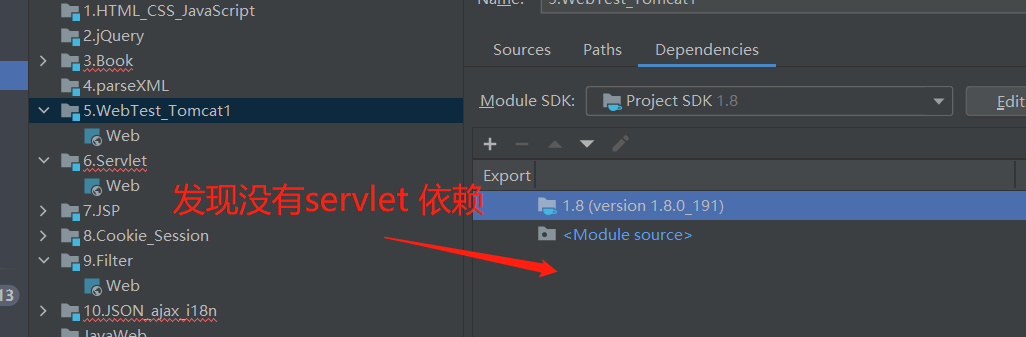 1.HTML_CSS_JavaScript
2.jQuery
3.Book
4.parseXML
5.WebTest_Tomcat1
Web
6.Servlet
Web
7.JSP
8.Cookie_Session
9.Filter
Web
10.JSON_ajax_i18n
JavaWeb
13
Name: 5.WebTest_Tomcat1
Sources Paths Dependencies
Module SDK: Project SDK 1.8 Edit
Export
1.8 (version 1.8.0_191)
<Module source>
发现没有servlet 依赖